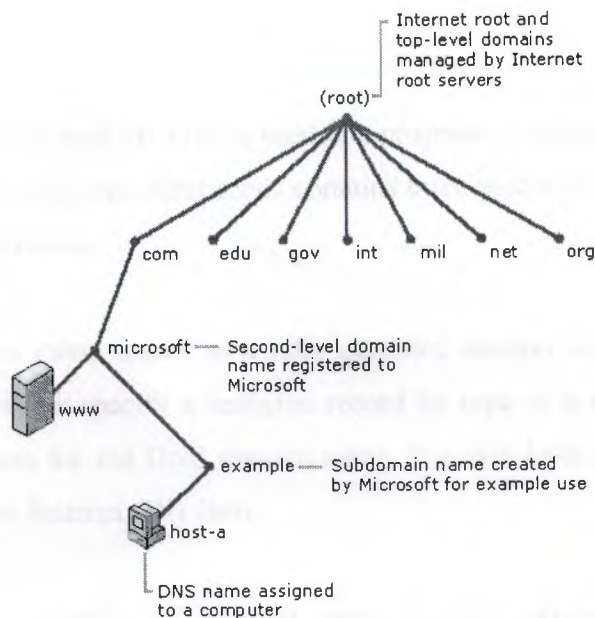 Internet root and
top-level domains
managed by Internet
root servers
(root)
com edu gov int mil net org
microsoft Second-level domain
name registered to
Microsoft
www
example Subdomain name created
by Microsoft for example use
host-a
DNS name assigned
to a computer